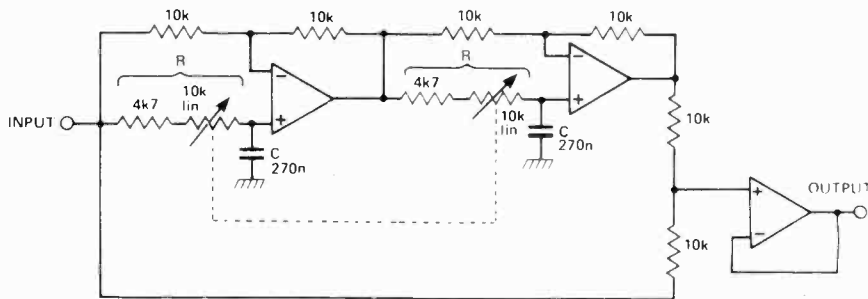 10k 10k 10k 10k
R
R
4k7 10k lin
4k7
10k lin
INPUT
C 270n
C 270n
10k
OUTPUT
10k
− + − + + −